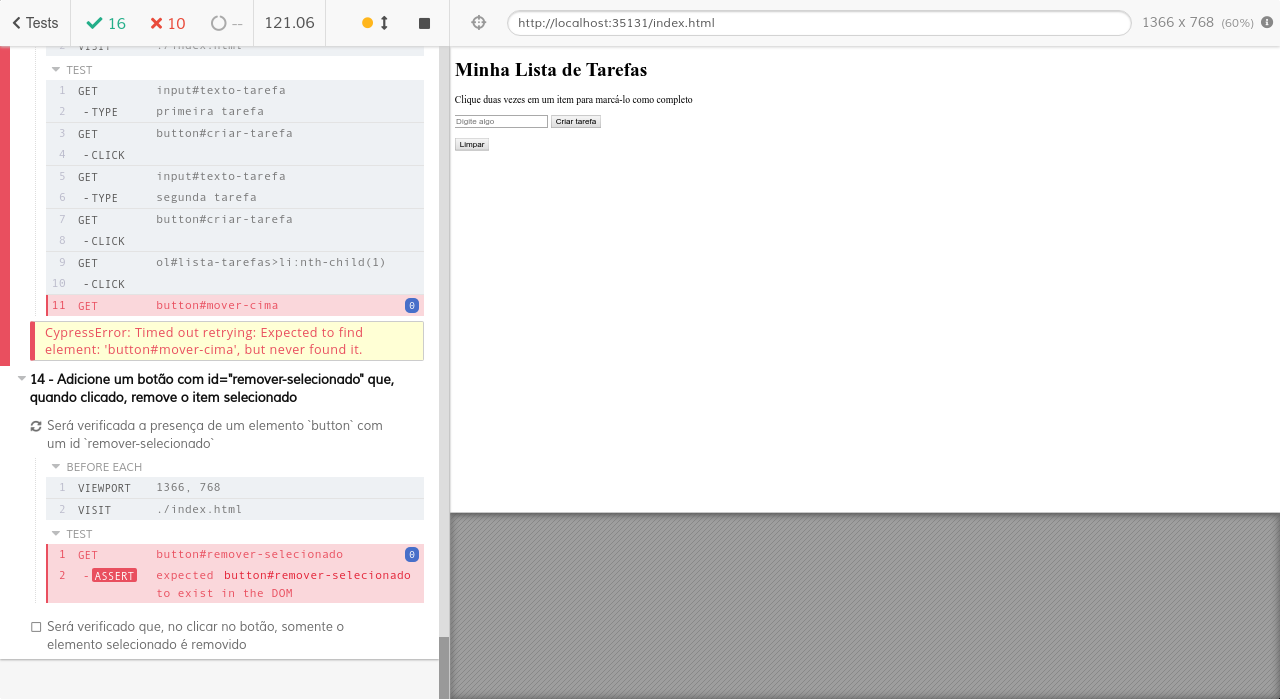 Tests 16 10 -- 121.06
http://localhost:35131/index.html 1366 x 768 (60%)
2 VISIT ./index.html
TEST
1 GET input#texto-tarefa
2 -TYPE primeira tarefa
3 GET button#criar-tarefa
4 -CLICK
5 GET input#texto-tarefa
6 -TYPE segunda tarefa
7 GET button#criar-tarefa
8 -CLICK
9 GET ol#lista-tarefas>li:nth-child(1)
10 -CLICK
11 GET button#mover-cima 0
CypressError: Timed out retrying: Expected to find
element: 'button#mover-cima', but never found it.
14 - Adicione um botão com id="remover-selecionado" que,
quando clicado, remove o item selecionado
Será verificada a presença de um elemento `button` com
um id `remover-selecionado`
BEFORE EACH
1 VIEWPORT 1366, 768
2 VISIT ./index.html
TEST
1 GET button#remover-selecionado 0
2 -ASSERT expected button#remover-selecionado
to exist in the DOM
Será verificado que, no clicar no botão, somente o
elemento selecionado é removido
Minha Lista de Tarefas
Clique duas vezes em um item para marcá-lo como completo
Digite algo Criar tarefa
Limpar